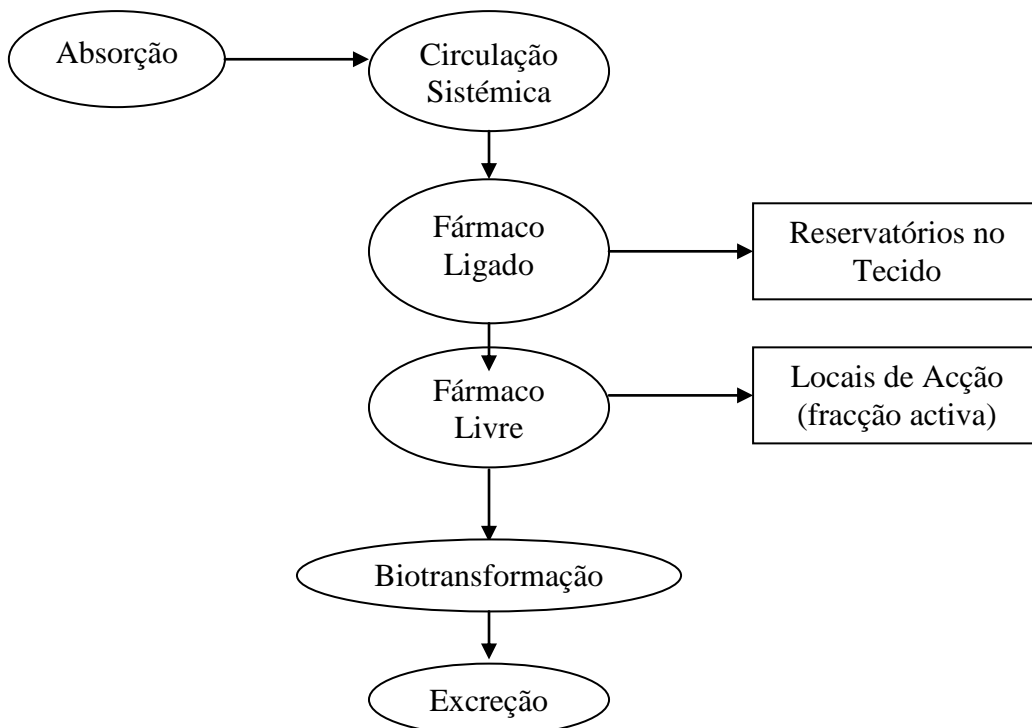 Absorção
Circulação
Sistémica
Fármaco
Ligado
Reservatórios no
Tecido
Fármaco
Livre
Locais de Acção
(fracção activa)
Biotransformação
Excreção